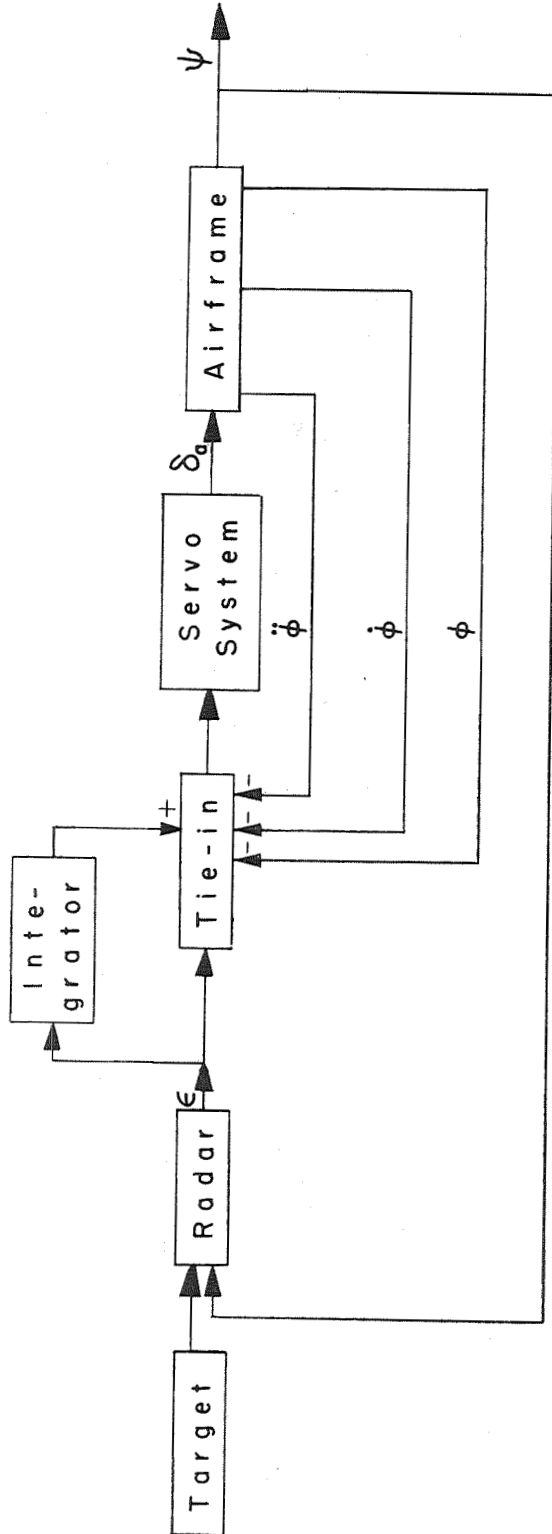 Target
Radar
ϵ
Inte-
grator
+
Tie-in
-
-
-
Servo
System
δa
Airframe
ψ
φ̈
φ̇
φ